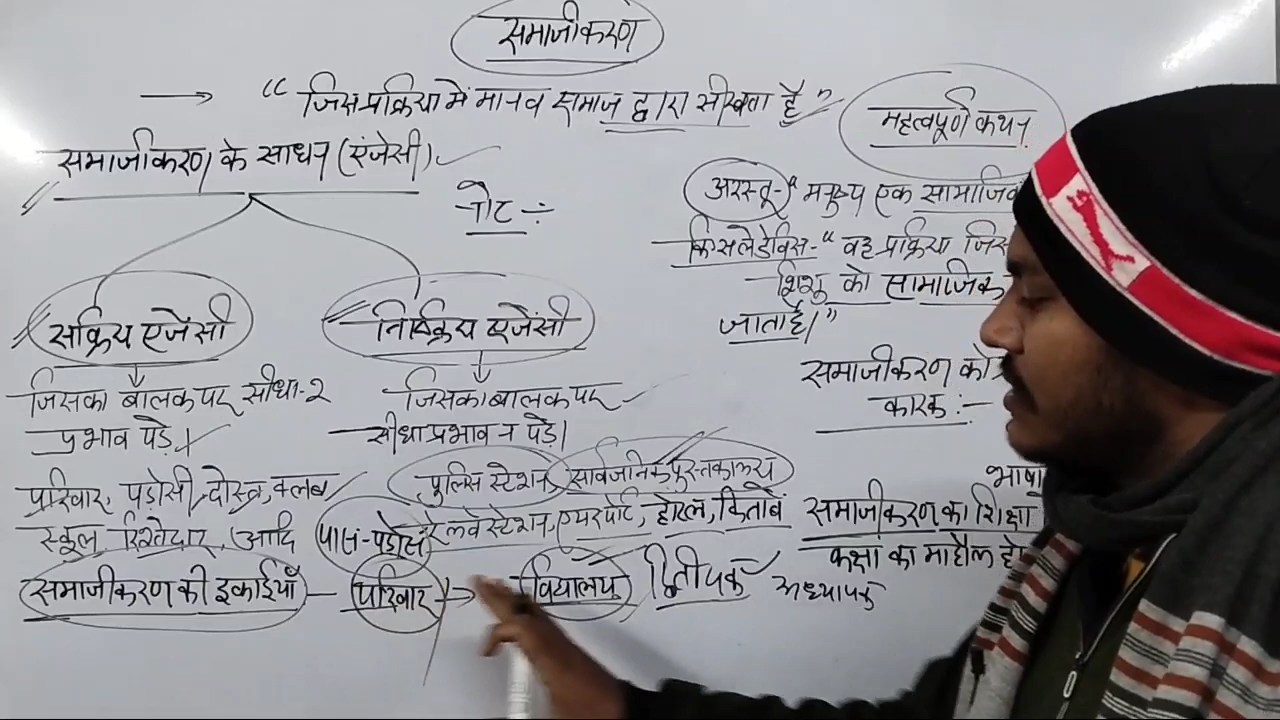 समाजीकरण
→ "जिस प्रक्रिया में मानव समाज द्वारा सीखता है"
समाजीकरण के साधन (एंजेसी)
नोट ÷
सक्रिय एजेंसी
जिसका बालक पर सीधा-२
प्रभाव पड़े।
परिवार, पड़ोसी, दोस्त, क्लब
स्कूल रिश्तेदार, आदि
निष्क्रिय एजेंसी
जिसका बालक पर
सीधा प्रभाव न पड़े।
पुलिस स्टेशन, सार्वजनिक पुस्तकालय
रेलवे स्टेशन, एयरपोर्ट, होटल, किताबें
पास-पड़ोस
समाजीकरण की इकाईयाँ – परिवार → विद्यालय द्वितीयक अध्यापक
महत्वपूर्ण कथन
अरस्तू - "मनुष्य एक सामाजिक
किंग्सले डेविस - "वह प्रक्रिया जिस
शिशु को सामाजिक
जाता है।"
समाजीकरण को
कारक :–
भाषा
समाजीकरण का शिक्षा
कक्षा का माहौल हो